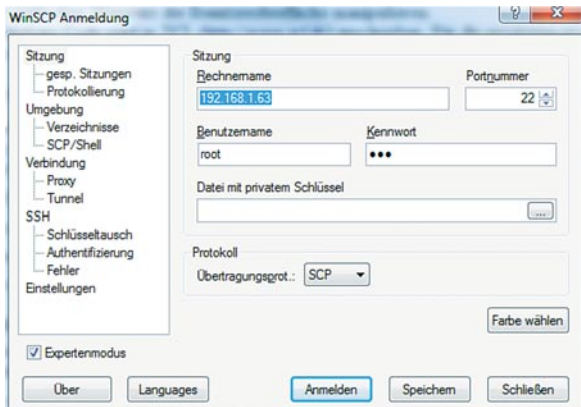 WinSCP Anmeldung
Sitzung
gesp. Sitzungen
Protokollierung
Umgebung
Verzeichnisse
SCP/Shell
Verbindung
Proxy
Tunnel
SSH
Schlüsseltausch
Authentifizierung
Fehler
Einstellungen
Expertenmodus
Sitzung
Rechnername Portnummer
192.168.1.63 22
Benutzername Kennwort
root •••
Datei mit privatem Schlüssel
...
Protokoll
Übertragungsprot.: SCP
Farbe wählen
Über Languages Anmelden Speichern Schließen